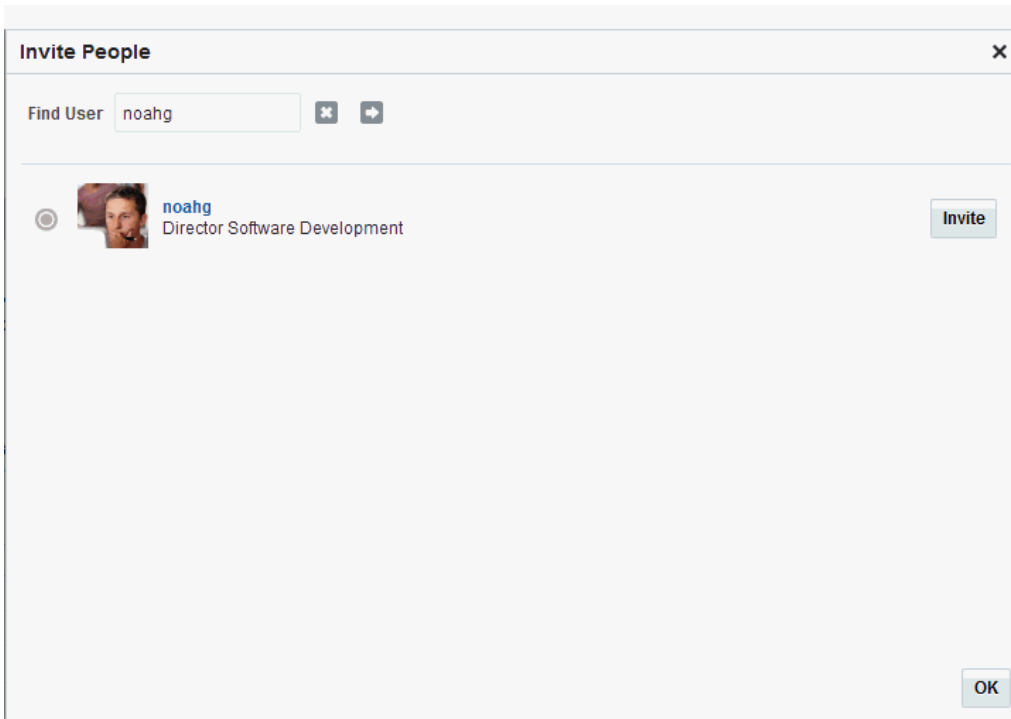 Invite People
Find User noahg
noahg
Director Software Development
Invite
OK